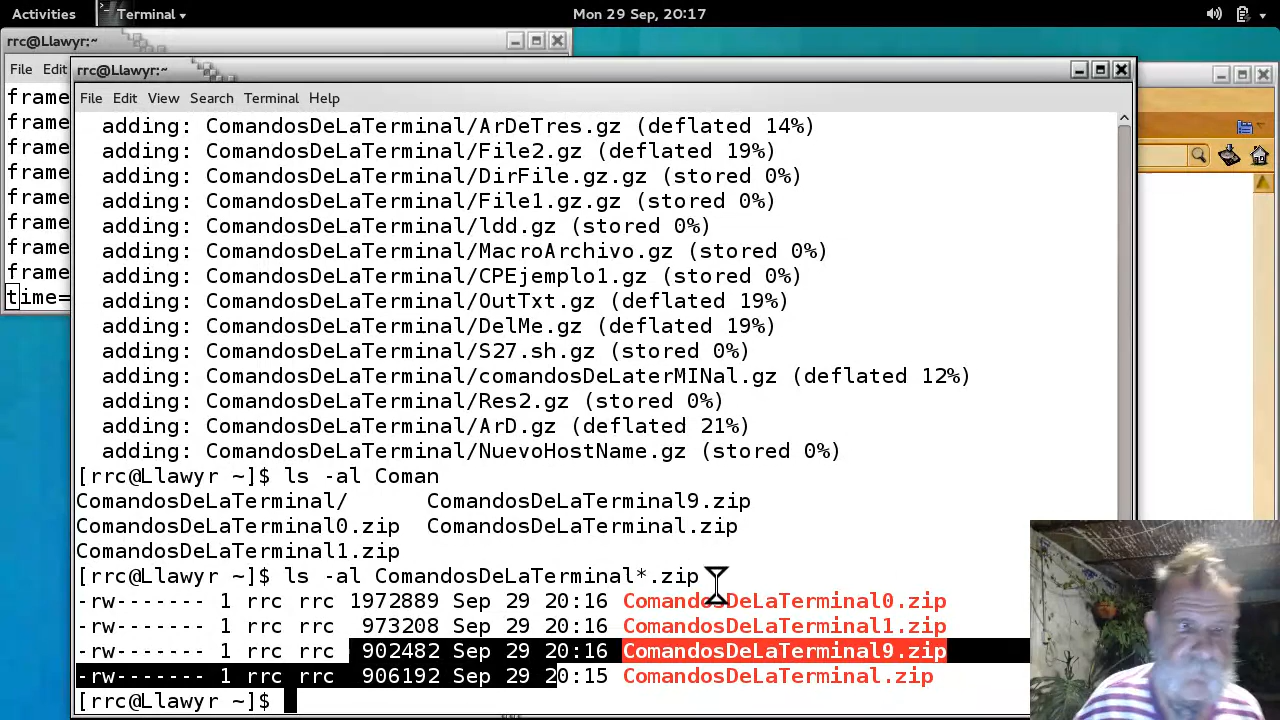 Activities Terminal Mon 29 Sep, 20:17
rrc@Llawyr:~
File Edit
frame
frame
frame
frame
frame
frame
frame
frame
time=
rrc@Llawyr:~
File Edit View Search Terminal Help
adding: ComandosDeLaTerminal/ArDeTres.gz (deflated 14%)
adding: ComandosDeLaTerminal/File2.gz (deflated 19%)
adding: ComandosDeLaTerminal/DirFile.gz.gz (stored 0%)
adding: ComandosDeLaTerminal/File1.gz.gz (stored 0%)
adding: ComandosDeLaTerminal/ldd.gz (stored 0%)
adding: ComandosDeLaTerminal/MacroArchivo.gz (stored 0%)
adding: ComandosDeLaTerminal/CPEjemplo1.gz (stored 0%)
adding: ComandosDeLaTerminal/OutTxt.gz (deflated 19%)
adding: ComandosDeLaTerminal/DelMe.gz (deflated 19%)
adding: ComandosDeLaTerminal/S27.sh.gz (stored 0%)
adding: ComandosDeLaTerminal/comandosDeLaterMINal.gz (deflated 12%)
adding: ComandosDeLaTerminal/Res2.gz (stored 0%)
adding: ComandosDeLaTerminal/ArD.gz (deflated 21%)
adding: ComandosDeLaTerminal/NuevoHostName.gz (stored 0%)
[rrc@Llawyr ~]$ ls -al Coman
ComandosDeLaTerminal/ ComandosDeLaTerminal9.zip
ComandosDeLaTerminal0.zip ComandosDeLaTerminal.zip
ComandosDeLaTerminal1.zip
[rrc@Llawyr ~]$ ls -al ComandosDeLaTerminal*.zip
-rw------- 1 rrc rrc 1972889 Sep 29 20:16 ComandosDeLaTerminal0.zip
-rw------- 1 rrc rrc 973208 Sep 29 20:16 ComandosDeLaTerminal1.zip
-rw------- 1 rrc rrc 902482 Sep 29 20:16 ComandosDeLaTerminal9.zip
-rw------- 1 rrc rrc 906192 Sep 29 20:15 ComandosDeLaTerminal.zip
[rrc@Llawyr ~]$